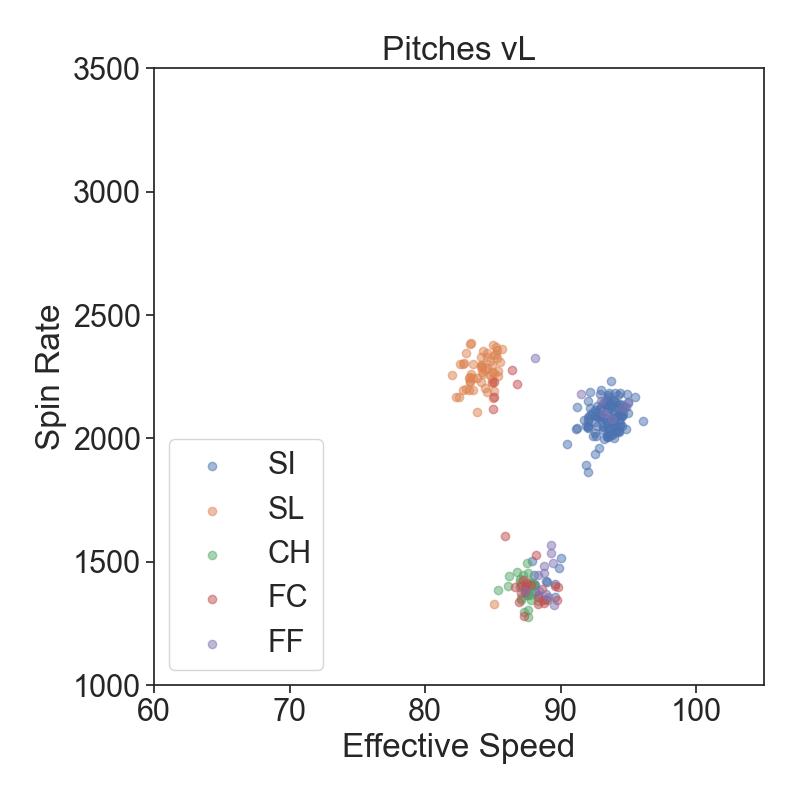 Pitches vL
3500
3000
2500
2000
1500
1000
Spin Rate
SI
SL
CH
FC
FF
60 70 80 90 100
Effective Speed